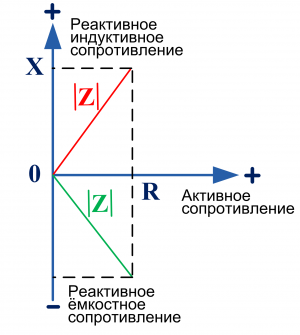 +
Реактивное
индуктивное
сопротивление
X
|Z|
0
+
|Z|
R
Активное
сопротивление
−
Реактивное
ёмкостное
сопротивление